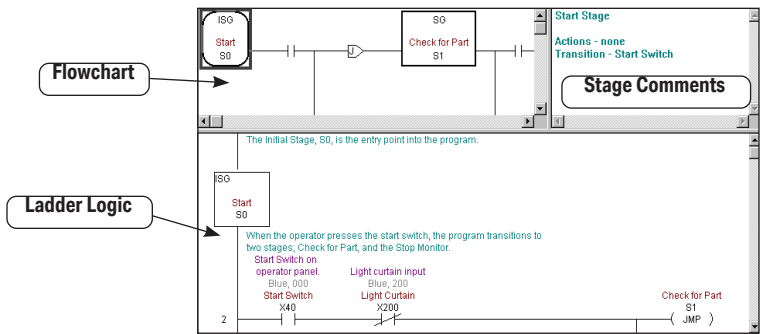 ISG
Start
S0
J
SG
Check for Part
S1
Start Stage
Actions - none
Transition - Start Switch
Flowchart
Stage Comments
The Initial Stage, S0, is the entry point into the program.
ISG
Start
S0
Ladder Logic
When the operator presses the start switch, the program transitions to
two stages; Check for Part, and the Stop Monitor.
Start Switch on
operator panel.
Blue, 000
Start Switch
X40
Light curtain input
Blue, 200
Light Curtain
X200
Check for Part
S1
JMP
2